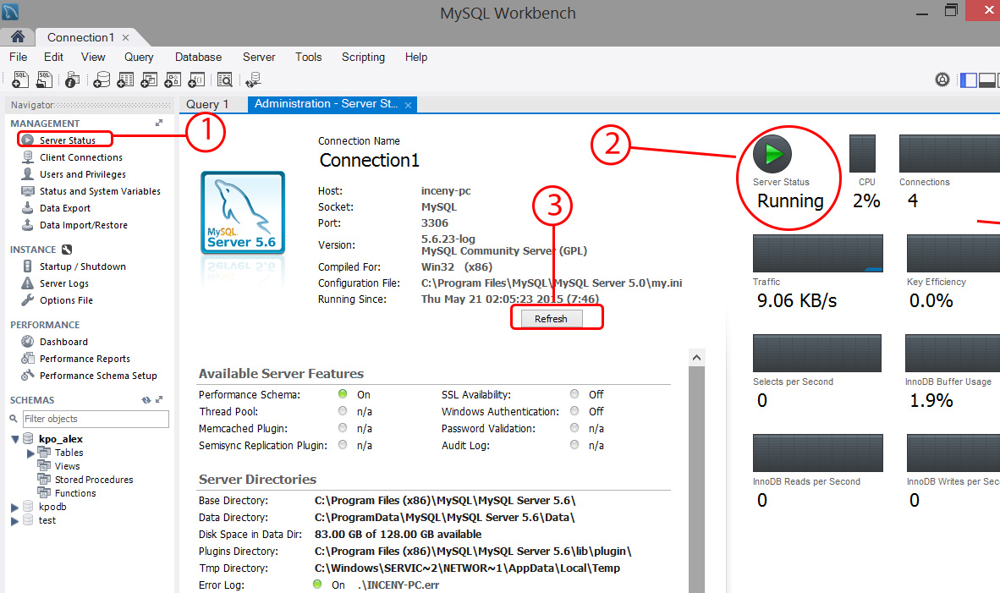 MySQL Workbench
Connection1
File Edit View Query Database Server Tools Scripting Help
Navigator
Query 1
Administration - Server St...
MANAGEMENT
Server Status
Client Connections
Users and Privileges
Status and System Variables
Data Export
Data Import/Restore
INSTANCE
Startup / Shutdown
Server Logs
Options File
PERFORMANCE
Dashboard
Performance Reports
Performance Schema Setup
SCHEMAS
Filter objects
kpo_alex
Tables
Views
Stored Procedures
Functions
kpodb
test
1
MySQL
Server 5.6
Connection Name
Connection1
Host: inceny-pc
Socket: MySQL
Port: 3306
Version: 5.6.23-log
MySQL Community Server (GPL)
Compiled For: Win32 (x86)
Configuration File: C:\Program Files\MySQL\MySQL Server 5.0\my.ini
Running Since: Thu May 21 02:05:23 2015 (7:46)
3
Refresh
Available Server Features
Performance Schema: On SSL Availability: Off
Thread Pool: n/a Windows Authentication: Off
Memcached Plugin: n/a Password Validation: n/a
Semisync Replication Plugin: n/a Audit Log: n/a
Server Directories
Base Directory: C:\Program Files (x86)\MySQL\MySQL Server 5.6\
Data Directory: C:\ProgramData\MySQL\MySQL Server 5.6\Data\
Disk Space in Data Dir: 83.00 GB of 128.00 GB available
Plugins Directory: C:\Program Files (x86)\MySQL\MySQL Server 5.6\lib\plugin\
Tmp Directory: C:\Windows\SERVIC~2\NETWOR~1\AppData\Local\Temp
Error Log: On .\INCENY-PC.err
2
Server Status CPU Connections
Running 2% 4
Traffic Key Efficiency
9.06 KB/s 0.0%
Selects per Second InnoDB Buffer Usage
0 1.9%
InnoDB Reads per Second InnoDB Writes per Sec
0 0